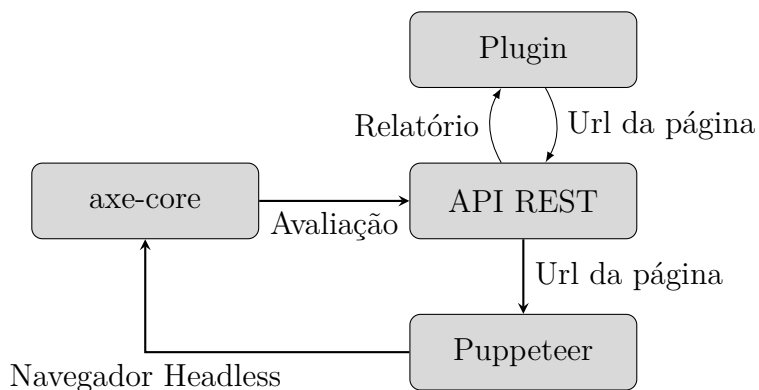 Plugin
Relatório
Url da página
axe-core
Avaliação
API REST
Url da página
Puppeteer
Navegador Headless